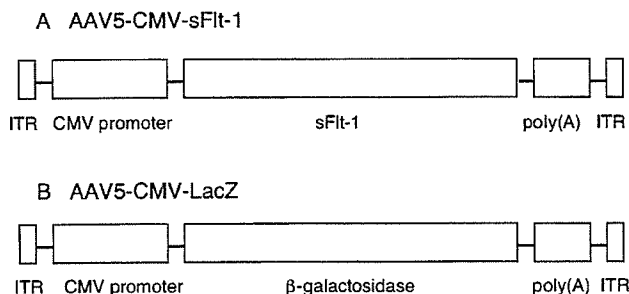 A AAV5-CMV-sFlt-1
ITR CMV promoter sFlt-1 poly(A) ITR
B AAV5-CMV-LacZ
ITR CMV promoter β-galactosidase poly(A) ITR